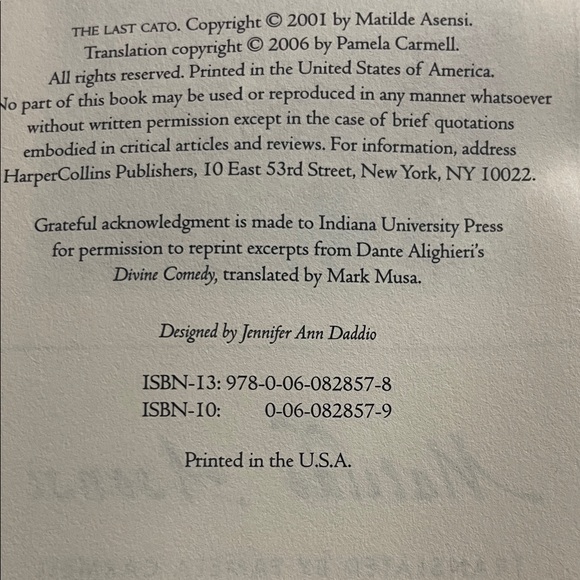 THE LAST CATO. Copyright © 2001 by Matilde Asensi.
Translation copyright © 2006 by Pamela Carmell.
All rights reserved. Printed in the United States of America.
No part of this book may be used or reproduced in any manner whatsoever
without written permission except in the case of brief quotations
embodied in critical articles and reviews. For information, address
HarperCollins Publishers, 10 East 53rd Street, New York, NY 10022.
Grateful acknowledgment is made to Indiana University Press
for permission to reprint excerpts from Dante Alighieri's
Divine Comedy, translated by Mark Musa.
Designed by Jennifer Ann Daddio
ISBN-13: 978-0-06-082857-8
ISBN-10: 0-06-082857-9
Printed in the U.S.A.